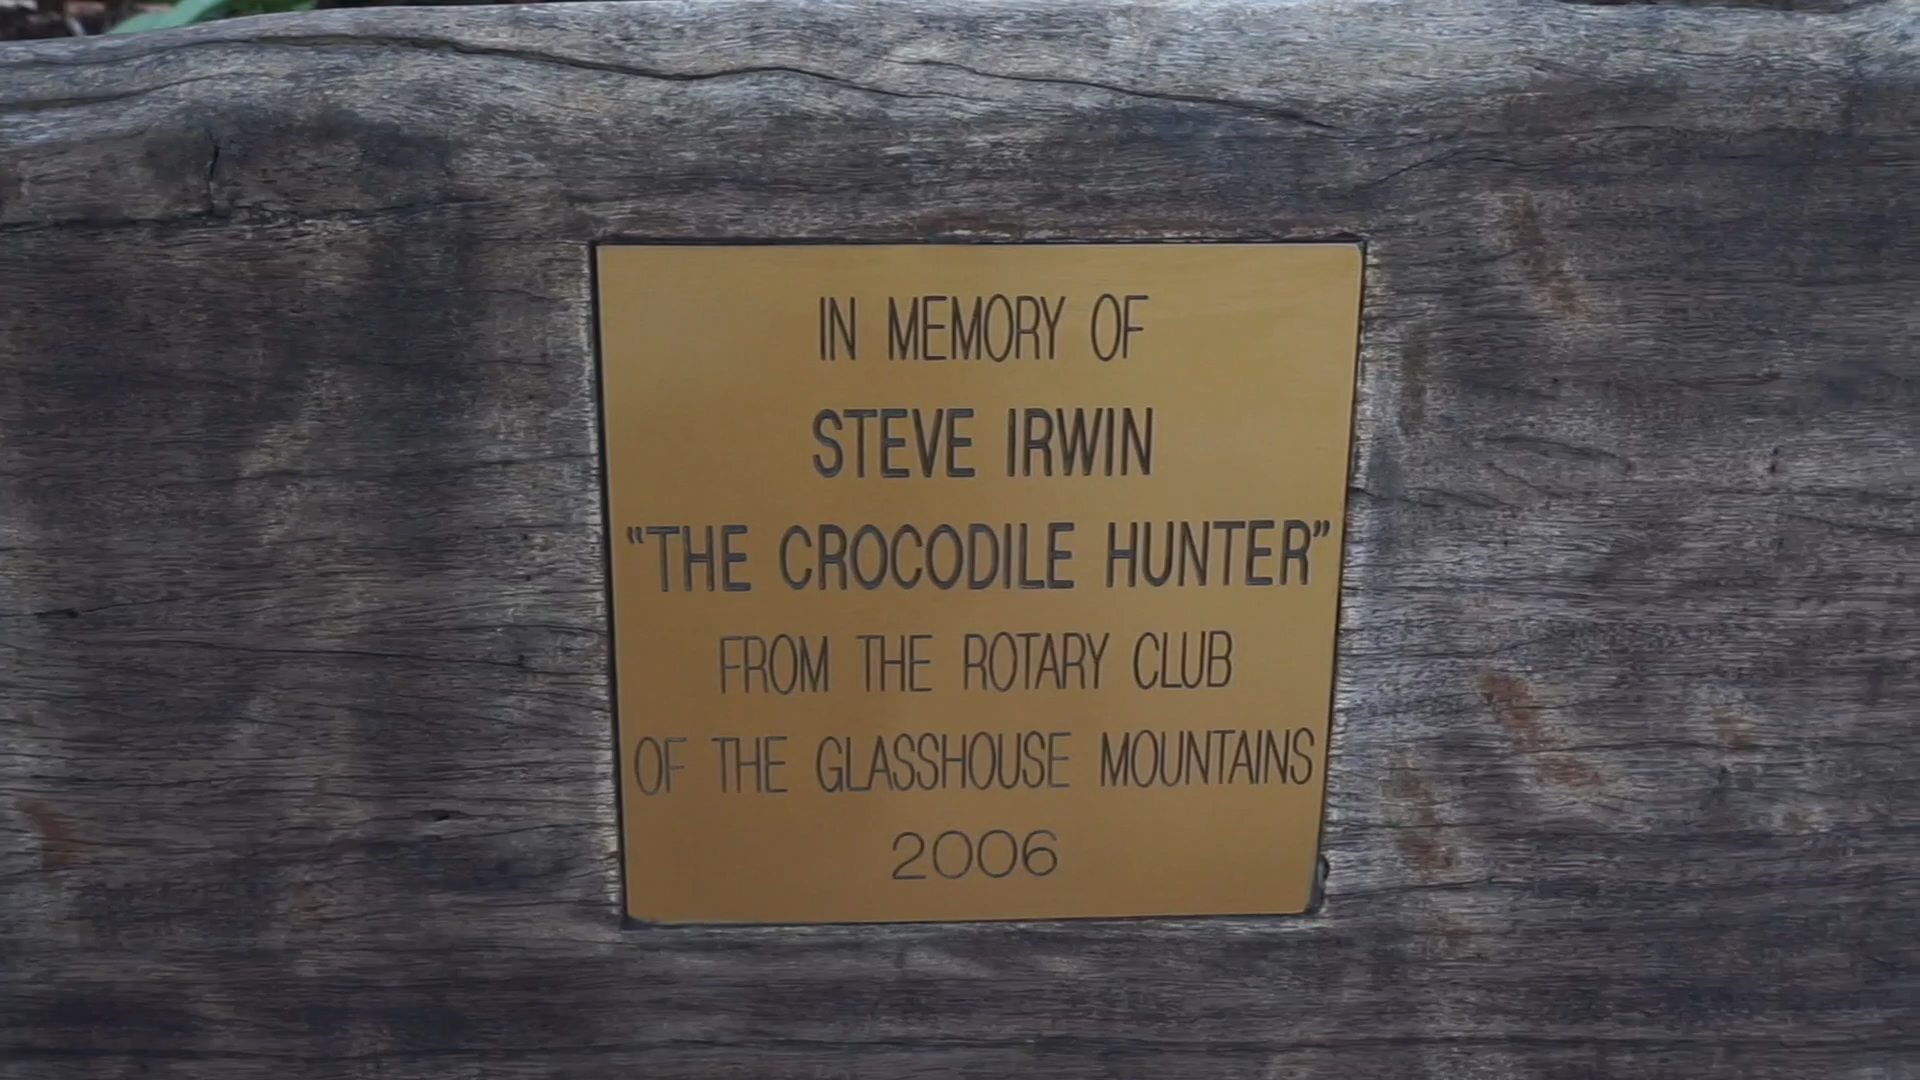 IN MEMORY OF
STEVE IRWIN
“THE CROCODILE HUNTER”
FROM THE ROTARY CLUB
OF THE GLASSHOUSE MOUNTAINS
2006